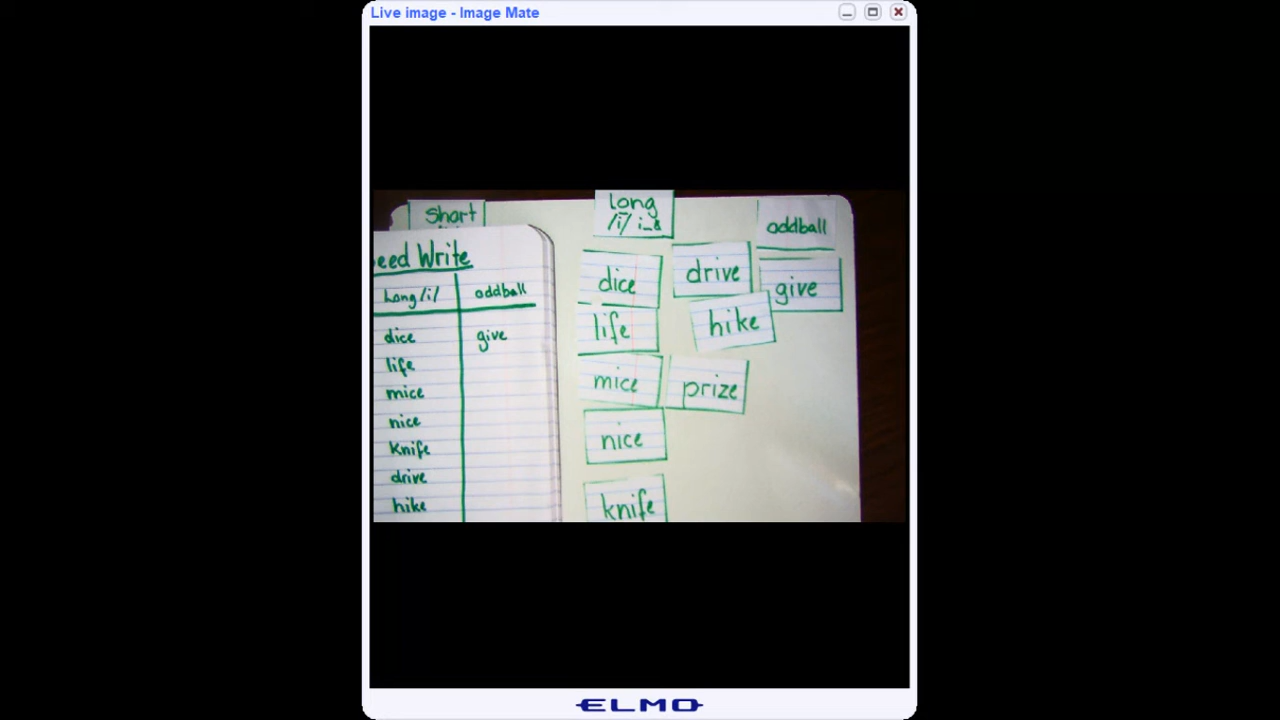 Live image - Image Mate
short
long
/ī/ i_e
oddball
eed Write
long/i/ oddball
dice give
life
mice
nice
knife
drive
hike
dice drive give
life hike
mice prize
nice
knife
ELMO